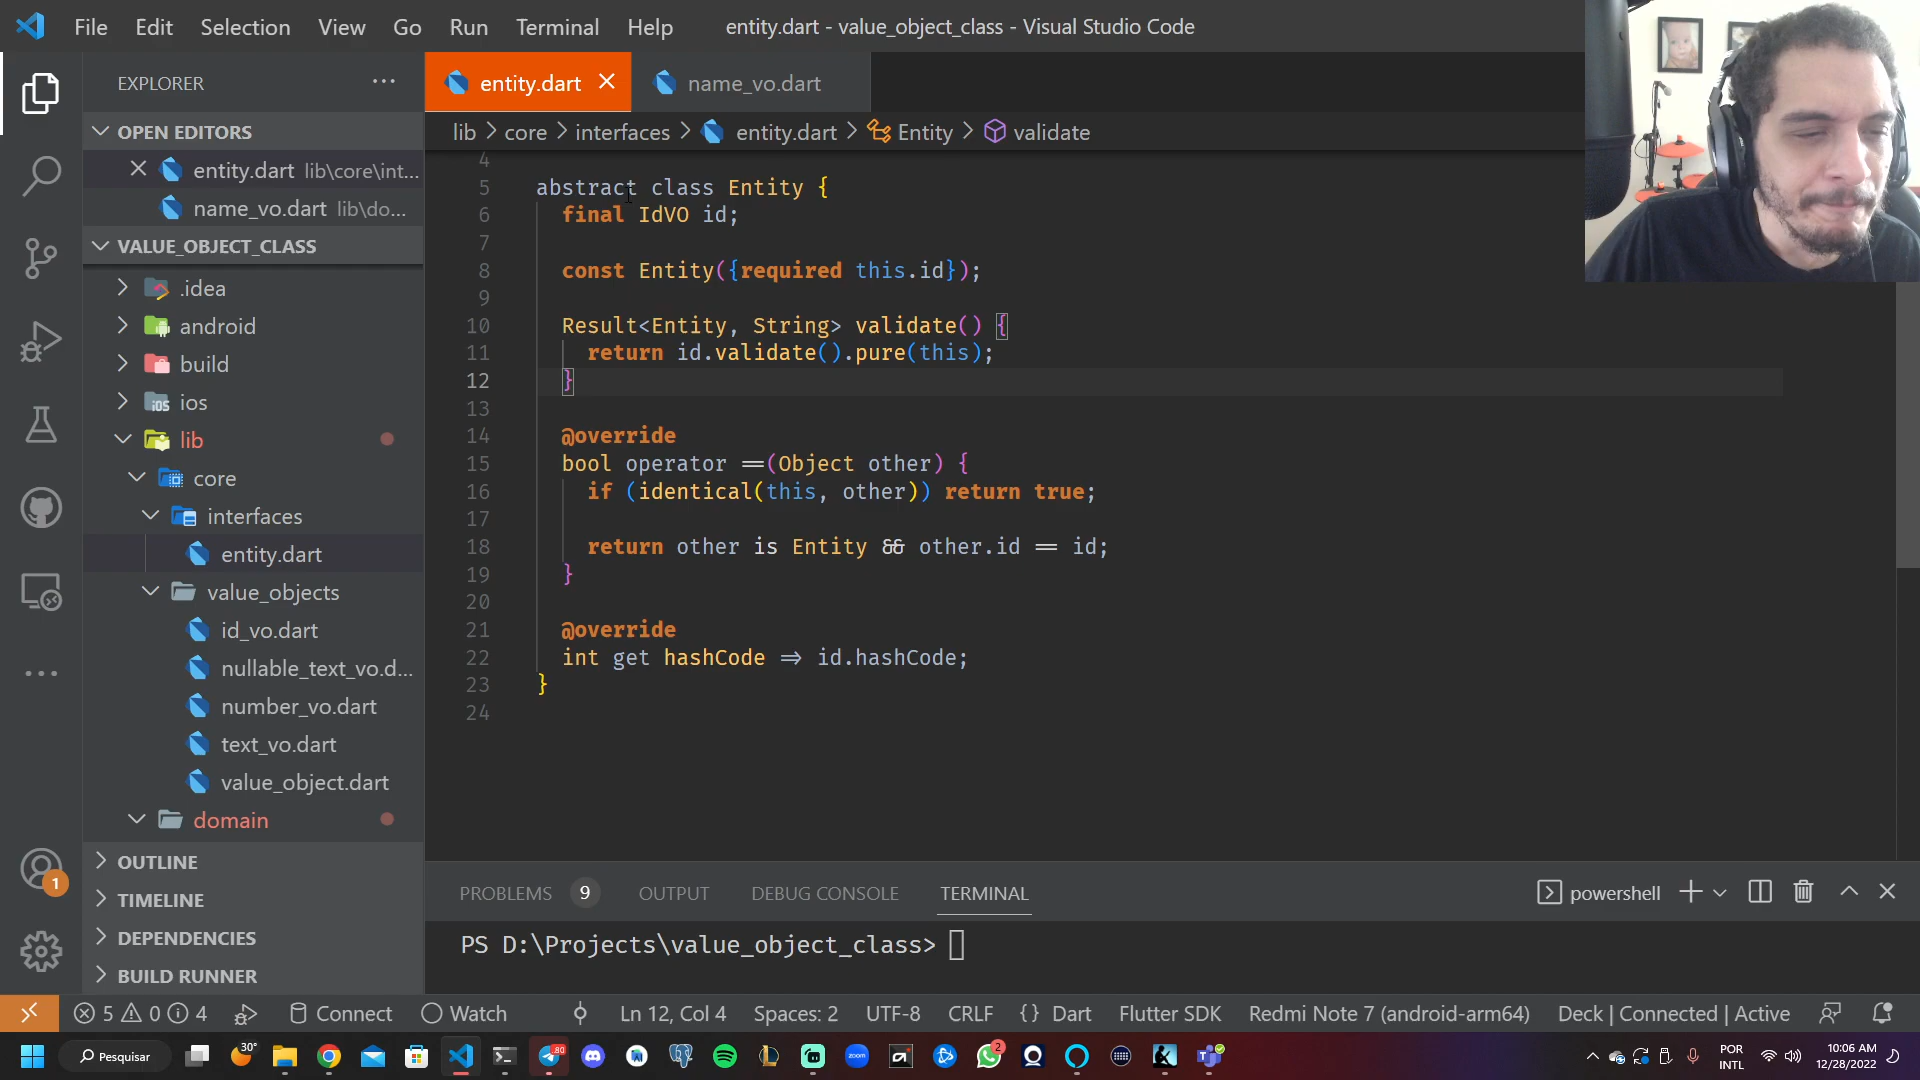 File Edit Selection View Go Run Terminal Help entity.dart - value_object_class - Visual Studio Code
EXPLORER
entity.dart
name_vo.dart
OPEN EDITORS
lib > core > interfaces > entity.dart > Entity > validate
entity.dart lib\core\int...
name_vo.dart lib\do...
VALUE_OBJECT_CLASS
.idea
android
build
ios
lib
core
interfaces
entity.dart
value_objects
id_vo.dart
nullable_text_vo.d...
number_vo.dart
text_vo.dart
value_object.dart
domain
OUTLINE
TIMELINE
DEPENDENCIES
BUILD RUNNER
4
5 abstract class Entity {
6 final IdVO id;
7
8 const Entity({required this.id});
9
10 Result<Entity, String> validate() {
11 return id.validate().pure(this);
12 }
13
14 @override
15 bool operator ==(Object other) {
16 if (identical(this, other)) return true;
17
18 return other is Entity && other.id == id;
19 }
20
21 @override
22 int get hashCode => id.hashCode;
23 }
24
PROBLEMS 9 OUTPUT DEBUG CONSOLE TERMINAL powershell
PS D:\Projects\value_object_class>
1
5 0 4 Connect Watch Ln 12, Col 4 Spaces: 2 UTF-8 CRLF {} Dart Flutter SDK Redmi Note 7 (android-arm64) Deck | Connected | Active
Pesquisar 30° 80 zoom 2 POR INTL 10:06 AM 12/28/2022